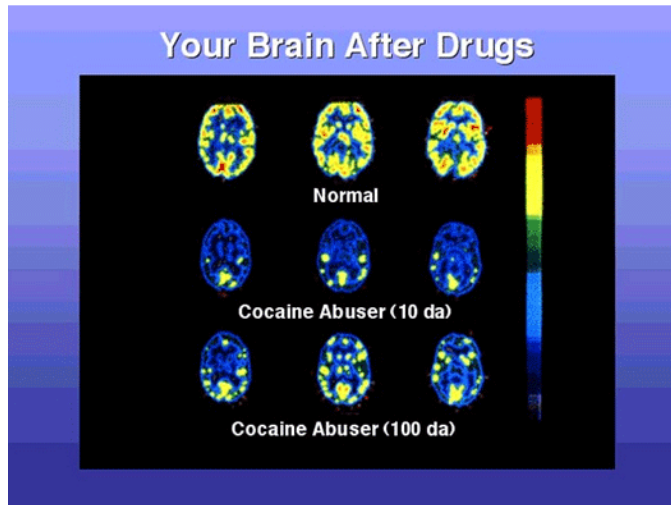 Your Brain After Drugs
Normal
Cocaine Abuser (10 da)
Cocaine Abuser (100 da)